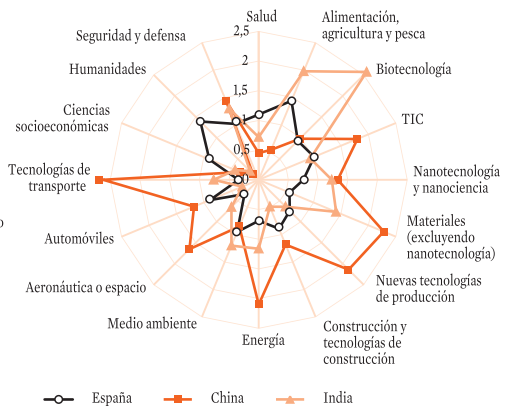 Salud
Alimentación,
agricultura y pesca
Biotecnología
TIC
Nanotecnología
y nanociencia
Materiales
(excluyendo
nanotecnología)
Nuevas tecnologías
de producción
Construcción y
tecnologías de
construcción
Energía
Medio ambiente
Aeronáutica o espacio
Automóviles
o
Tecnologías de
transporte
Ciencias
socioeconómicas
Humanidades
Seguridad y defensa
2,5
2
1,5
1
0,5
0
España
China
India